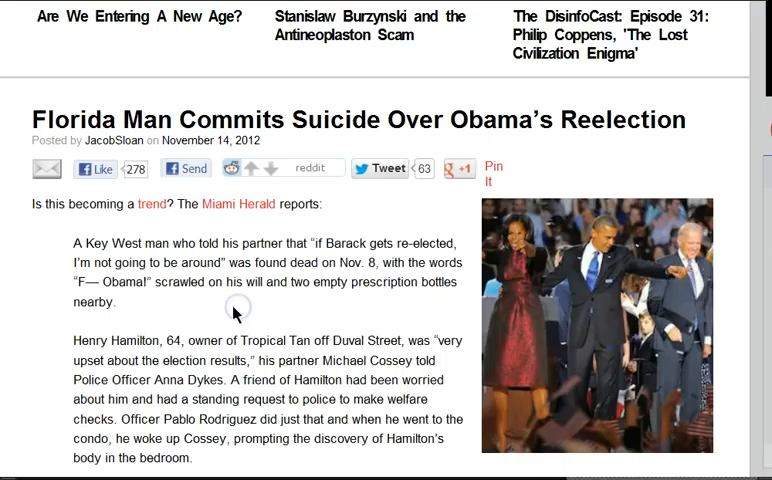 Are We Entering A New Age?
Stanislaw Burzynski and the
Antineoplaston Scam
The DisinfoCast: Episode 31:
Philip Coppens, 'The Lost
Civilization Enigma'
Florida Man Commits Suicide Over Obama's Reelection
Posted by JacobSloan on November 14, 2012
Like 278 Send reddit Tweet 63 +1 Pin
It
Is this becoming a trend? The Miami Herald reports:
A Key West man who told his partner that “if Barack gets re-elected,
I’m not going to be around” was found dead on Nov. 8, with the words
“F— Obama!” scrawled on his will and two empty prescription bottles
nearby.
Henry Hamilton, 64, owner of Tropical Tan off Duval Street, was “very
upset about the election results,” his partner Michael Cossey told
Police Officer Anna Dykes. A friend of Hamilton had been worried
about him and had a standing request to police to make welfare
checks. Officer Pablo Rodriguez did just that and when he went to the
condo, he woke up Cossey, prompting the discovery of Hamilton’s
body in the bedroom.